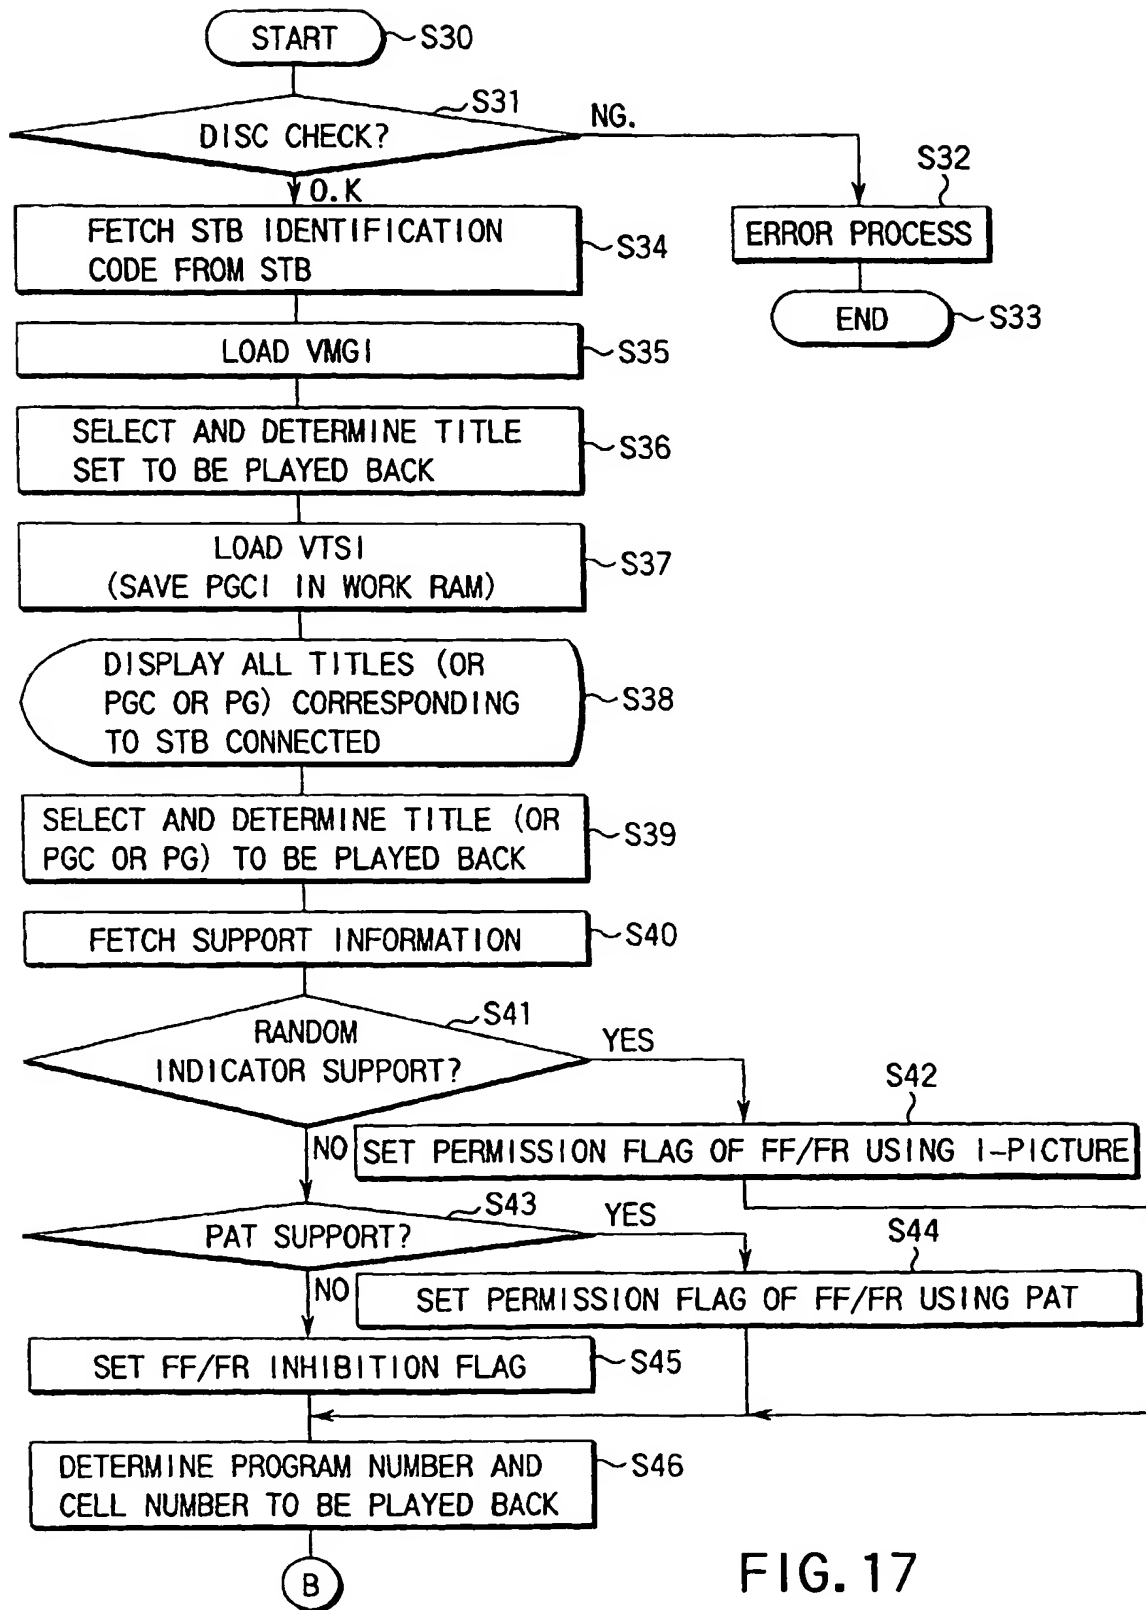 START
S30
S31
DISC CHECK?
NG.
O.K
S32
ERROR PROCESS
END
S33
FETCH STB IDENTIFICATION
CODE FROM STB
S34
LOAD VMGI
S35
SELECT AND DETERMINE TITLE
SET TO BE PLAYED BACK
S36
LOAD VTSI
(SAVE PGCI IN WORK RAM)
S37
DISPLAY ALL TITLES (OR
PGC OR PG) CORRESPONDING
TO STB CONNECTED
S38
SELECT AND DETERMINE TITLE (OR
PGC OR PG) TO BE PLAYED BACK
S39
FETCH SUPPORT INFORMATION
S40
S41
RANDOM
INDICATOR SUPPORT?
YES
NO
S42
SET PERMISSION FLAG OF FF/FR USING I-PICTURE
S43
PAT SUPPORT?
YES
NO
S44
SET PERMISSION FLAG OF FF/FR USING PAT
SET FF/FR INHIBITION FLAG
S45
DETERMINE PROGRAM NUMBER AND
CELL NUMBER TO BE PLAYED BACK
S46
B
FIG. 17